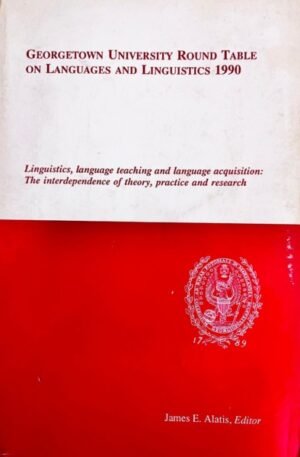 GEORGETOWN UNIVERSITY ROUND TABLE
ON LANGUAGES AND LINGUISTICS 1990
Linguistics, language teaching and language acquisition:
The interdependence of theory, practice and research
17 89
James E. Alatis, Editor